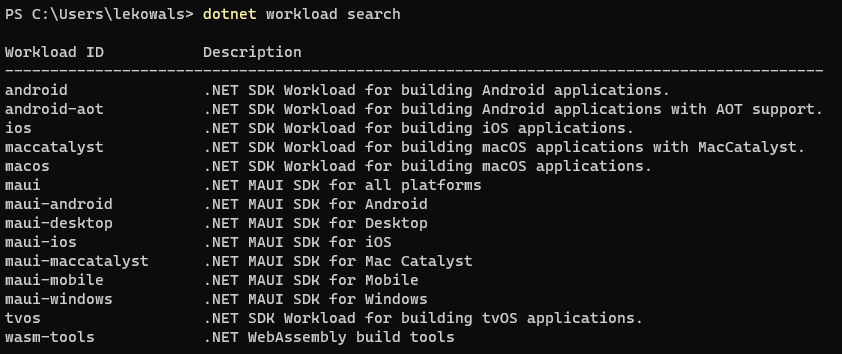 PS C:\Users\lekowals> dotnet workload search
Workload ID Description
-------------------------------------------------------------------------------------------
android .NET SDK Workload for building Android applications.
android-aot .NET SDK Workload for building Android applications with AOT support.
ios .NET SDK Workload for building iOS applications.
maccatalyst .NET SDK Workload for building macOS applications with MacCatalyst.
macos .NET SDK Workload for building macOS applications.
maui .NET MAUI SDK for all platforms
maui-android .NET MAUI SDK for Android
maui-desktop .NET MAUI SDK for Desktop
maui-ios .NET MAUI SDK for iOS
maui-maccatalyst .NET MAUI SDK for Mac Catalyst
maui-mobile .NET MAUI SDK for Mobile
maui-windows .NET MAUI SDK for Windows
tvos .NET SDK Workload for building tvOS applications.
wasm-tools .NET WebAssembly build tools